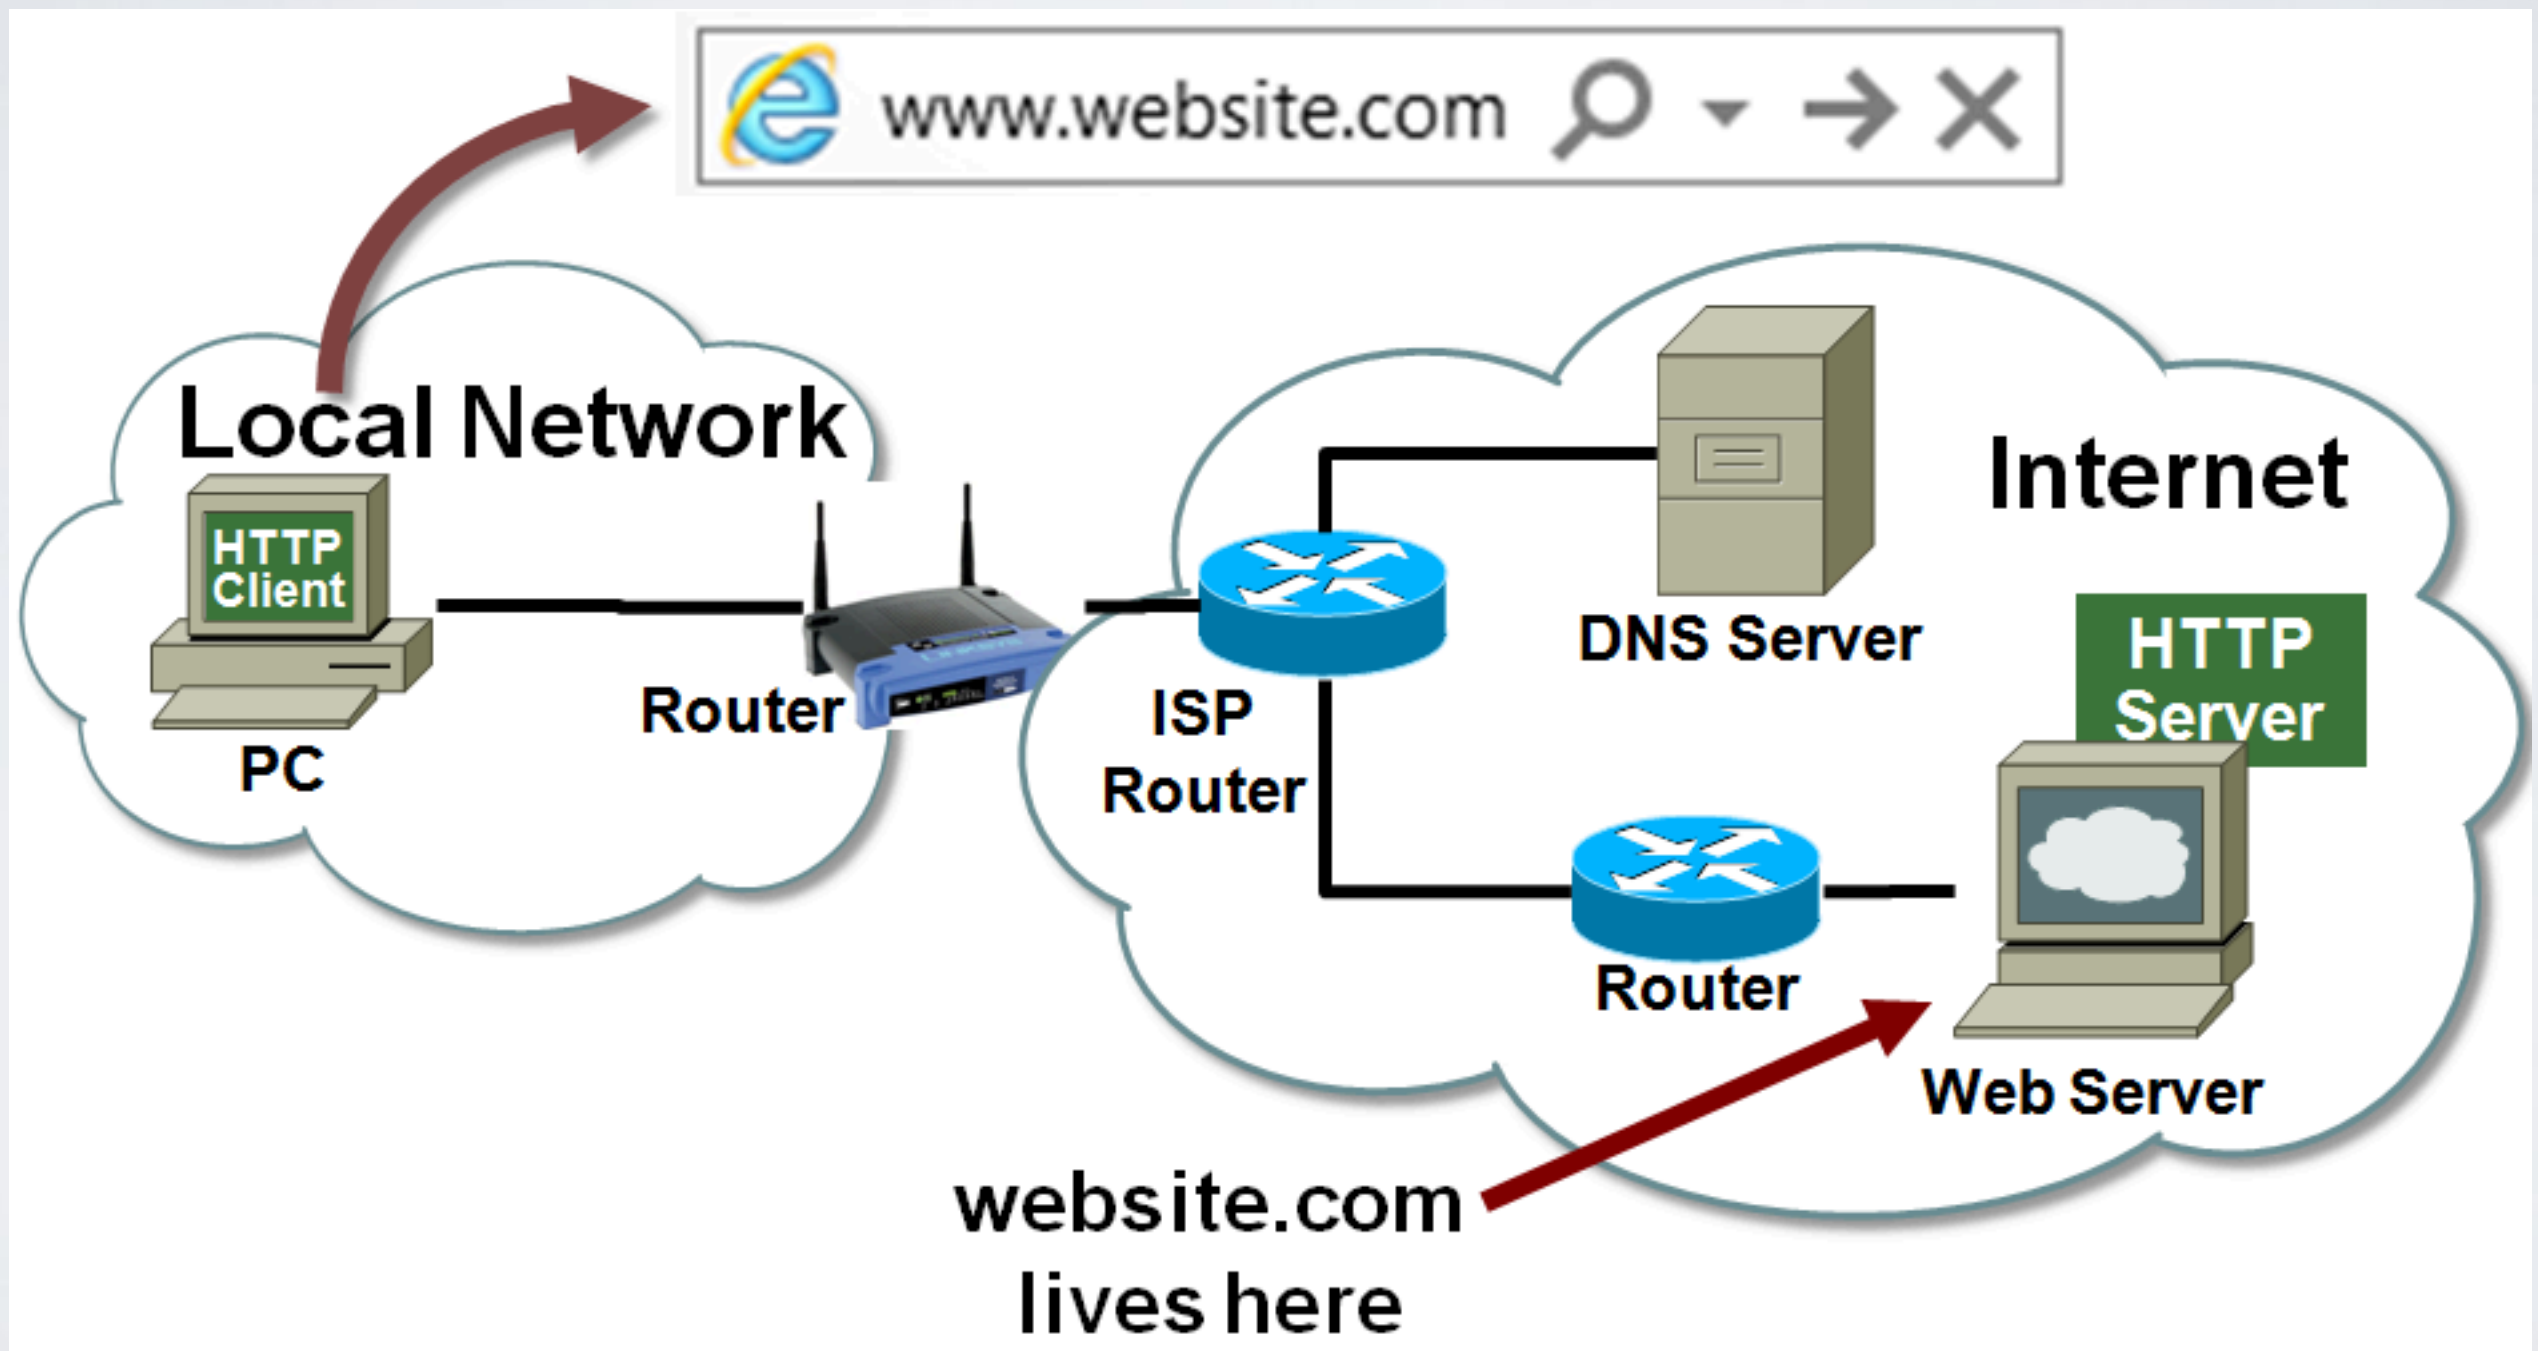 www.website.com
Local Network
HTTP
Client
PC
Router
ISP
Router
Internet
DNS Server
HTTP
Server
Router
Web Server
website.com
lives here